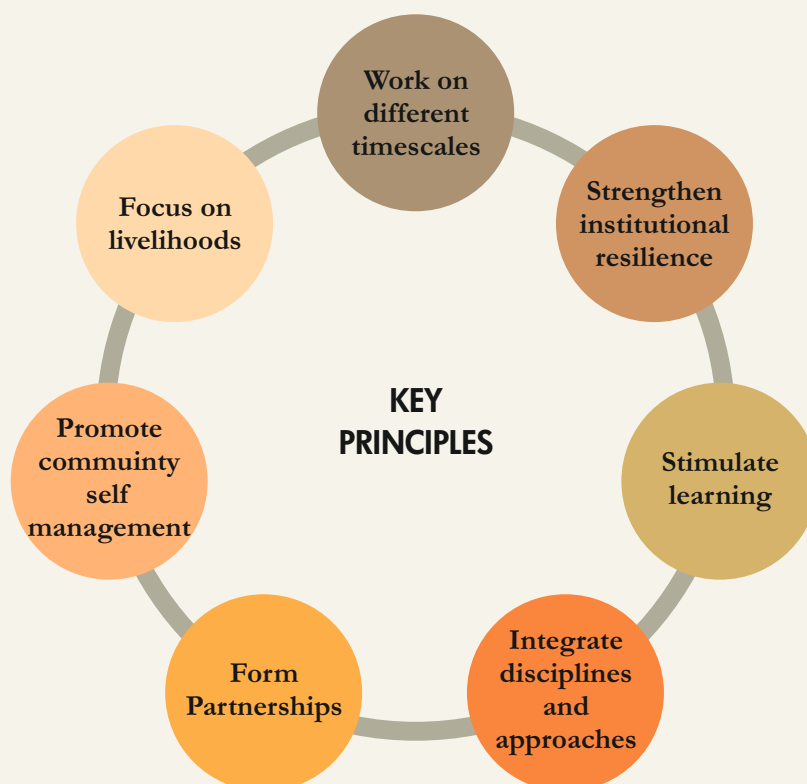 Work on
different
timescales
Strengthen
institutional
resilience
Stimulate
learning
Integrate
disciplines
and
approaches
Form
Partnerships
Promote
commuinty
self
management
Focus on
livelihoods
KEY
PRINCIPLES